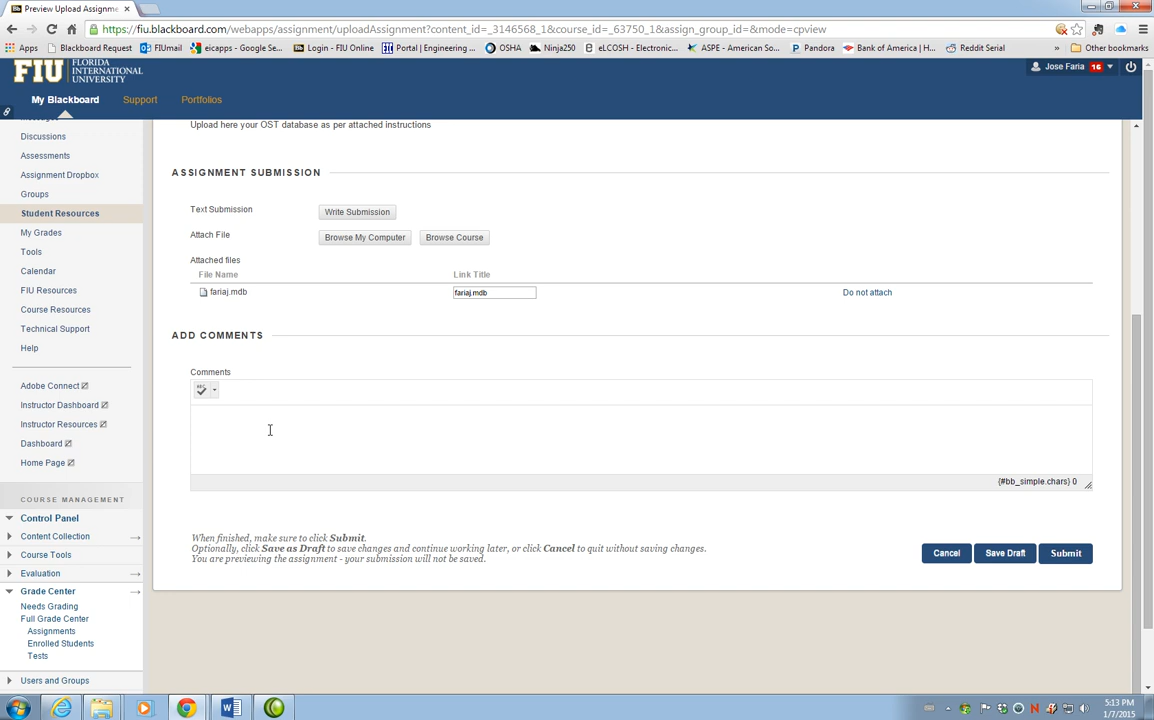 Preview Upload Assignme
https://fiu.blackboard.com/webapps/assignment/uploadAssignment?content_id=_3146568_1&course_id=_63750_1&assign_group_id=&mode=cpview
Apps Blackboard Request FIUmail eicapps - Google Se... Login - FIU Online Portal | Engineering ... OSHA Ninja250 eLCOSH - Electronic... ASPE - American So... Pandora Bank of America | H... Reddit Serial » Other bookmarks
FIU FLORIDA INTERNATIONAL UNIVERSITY
Jose Faria 16
My Blackboard Support Portfolios
Discussions
Assessments
Assignment Dropbox
Groups
Student Resources
My Grades
Tools
Calendar
FIU Resources
Course Resources
Technical Support
Help
Adobe Connect
Instructor Dashboard
Instructor Resources
Dashboard
Home Page
COURSE MANAGEMENT
Control Panel
Content Collection
Course Tools
Evaluation
Grade Center
Needs Grading
Full Grade Center
Assignments
Enrolled Students
Tests
Users and Groups
Upload here your OST database as per attached instructions
ASSIGNMENT SUBMISSION
Text Submission Write Submission
Attach File Browse My Computer Browse Course
Attached files
File Name Link Title
fariaj.mdb fariaj.mdb Do not attach
ADD COMMENTS
Comments
ABC
{#bb_simple.chars} 0
When finished, make sure to click Submit.
Optionally, click Save as Draft to save changes and continue working later, or click Cancel to quit without saving changes.
You are previewing the assignment - your submission will not be saved.
Cancel Save Draft Submit
5:13 PM
1/7/2015